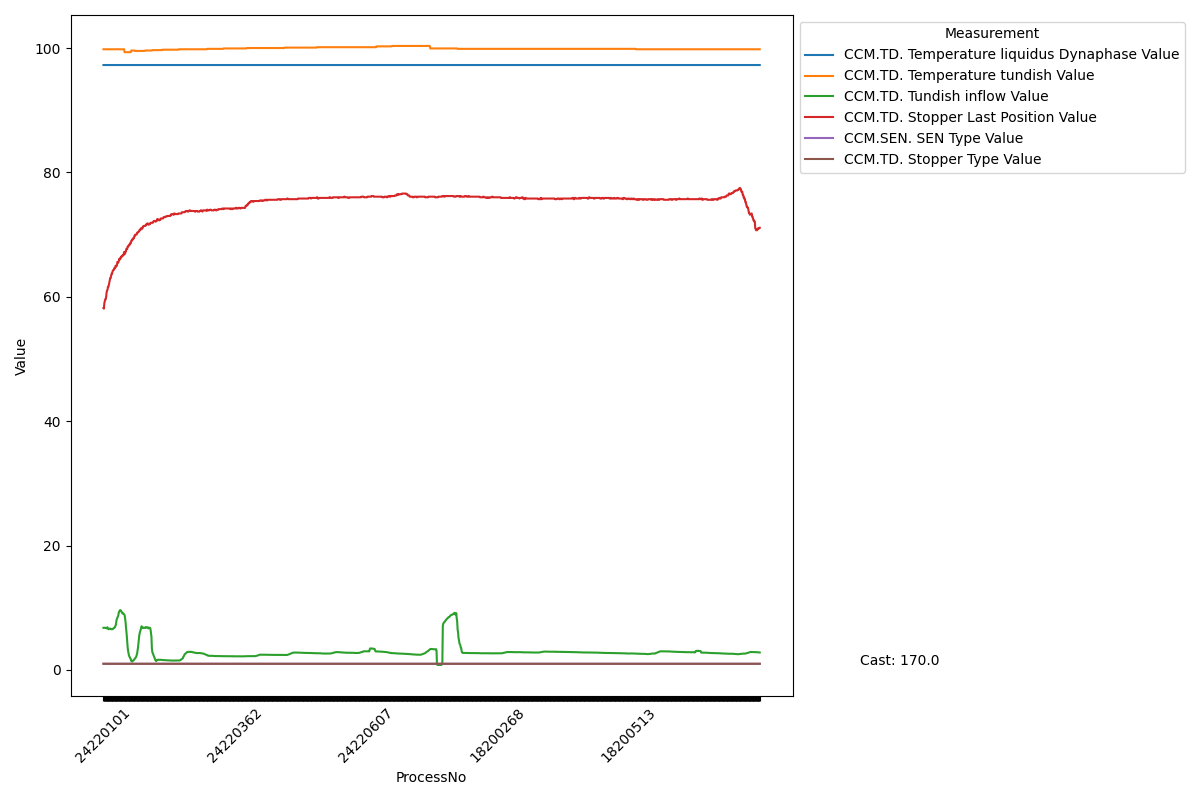 Measurement
CCM.TD. Temperature liquidus Dynaphase Value
CCM.TD. Temperature tundish Value
CCM.TD. Tundish inflow Value
CCM.TD. Stopper Last Position Value
CCM.SEN. SEN Type Value
CCM.TD. Stopper Type Value
100
80
60
40
20
0
Value
24220101
24220362
24220607
18200268
18200513
ProcessNo
Cast: 170.0